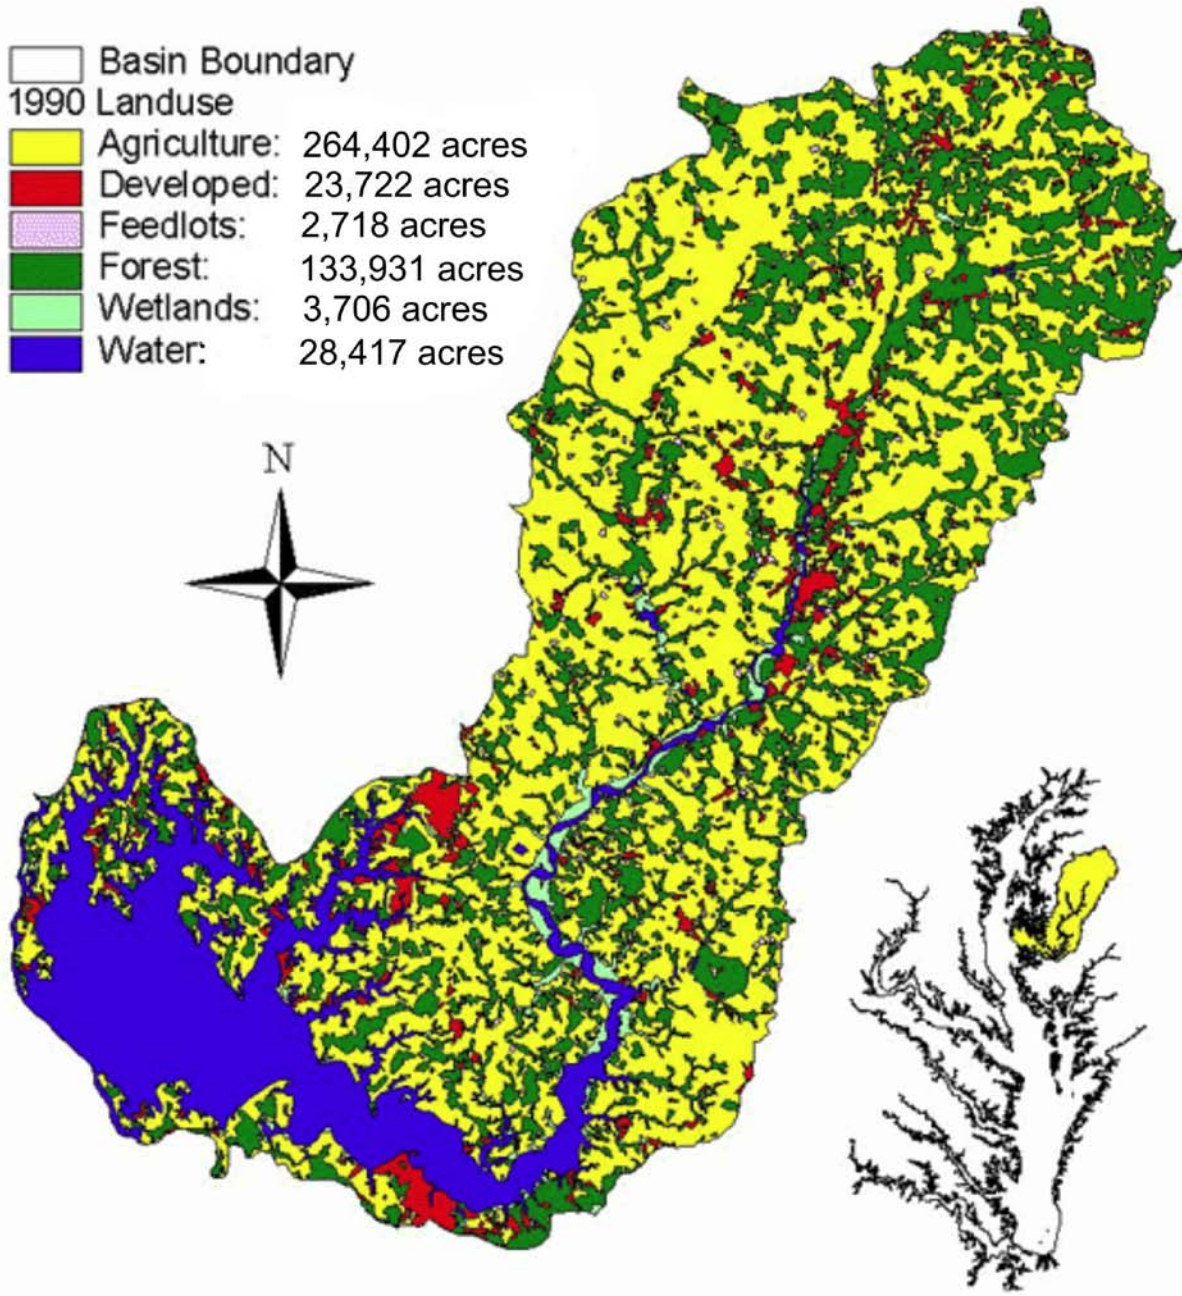 Basin Boundary
1990 Landuse
Agriculture: 264,402 acres
Developed: 23,722 acres
Feedlots: 2,718 acres
Forest: 133,931 acres
Wetlands: 3,706 acres
Water: 28,417 acres
N